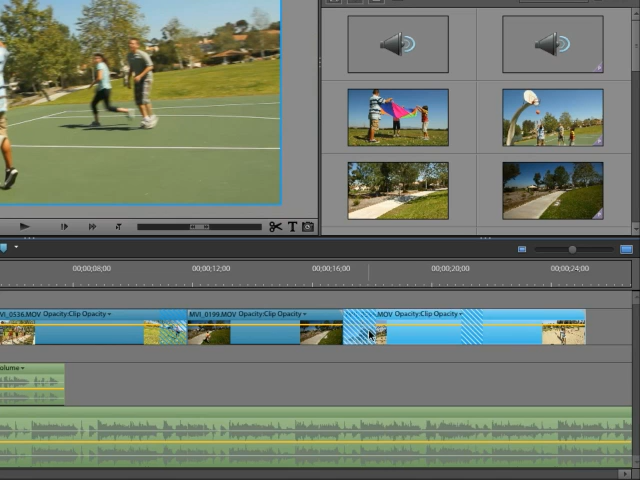 T
00;00;08;00 00;00;12;00 00;00;16;00 00;00;20;00 00;00;24;00
VI_0536.MOV Opacity:Clip Opacity MVI_0199.MOV Opacity:Clip Opacity MOV Opacity:Clip Opacity
olume